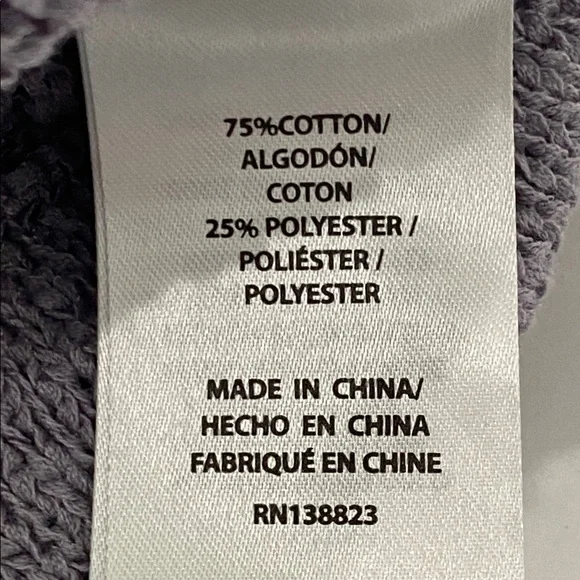 75%COTTON/
ALGODÓN/
COTON
25% POLYESTER /
POLIÉSTER /
POLYESTER
MADE IN CHINA/
HECHO EN CHINA
FABRIQUÉ EN CHINE
RN138823